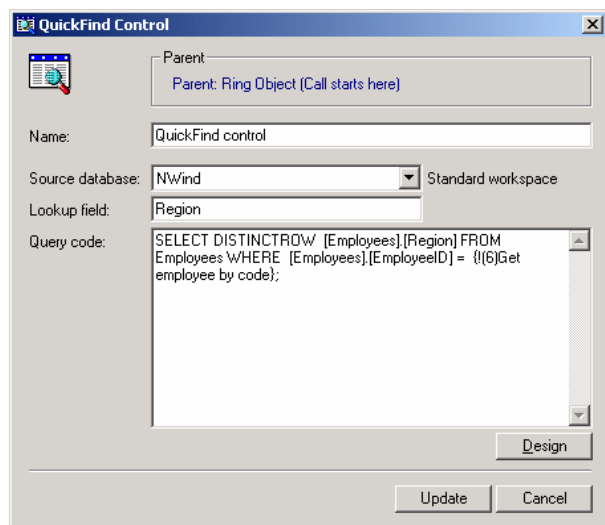 QuickFind Control
Parent
Parent: Ring Object (Call starts here)
Name: QuickFind control
Source database: NWind Standard workspace
Lookup field: Region
Query code: SELECT DISTINCTROW  [Employees].[Region] FROM
Employees WHERE  [Employees].[EmployeeID] =  {!(6)Get
employee by code};
Design
Update Cancel